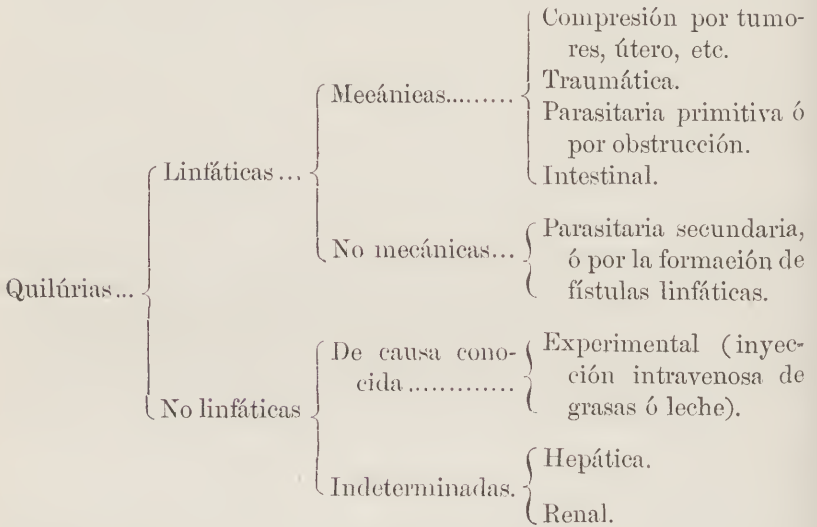 Compresión por tumo-
res, útero, etc.
Mecánicas.........
Traumática.
Parasitaria primitiva ó
por obstrucción.
Intestinal.
Linfáticas ...
No mecánicas...
Parasitaria secundaria,
ó por la formación de
fístulas linfáticas.
Quilúrias...
De causa cono-
cida.............
Experimental (inyec-
ción intravenosa de
grasas ó leche).
No linfáticas
Indeterminadas.
Hepática.
Renal.